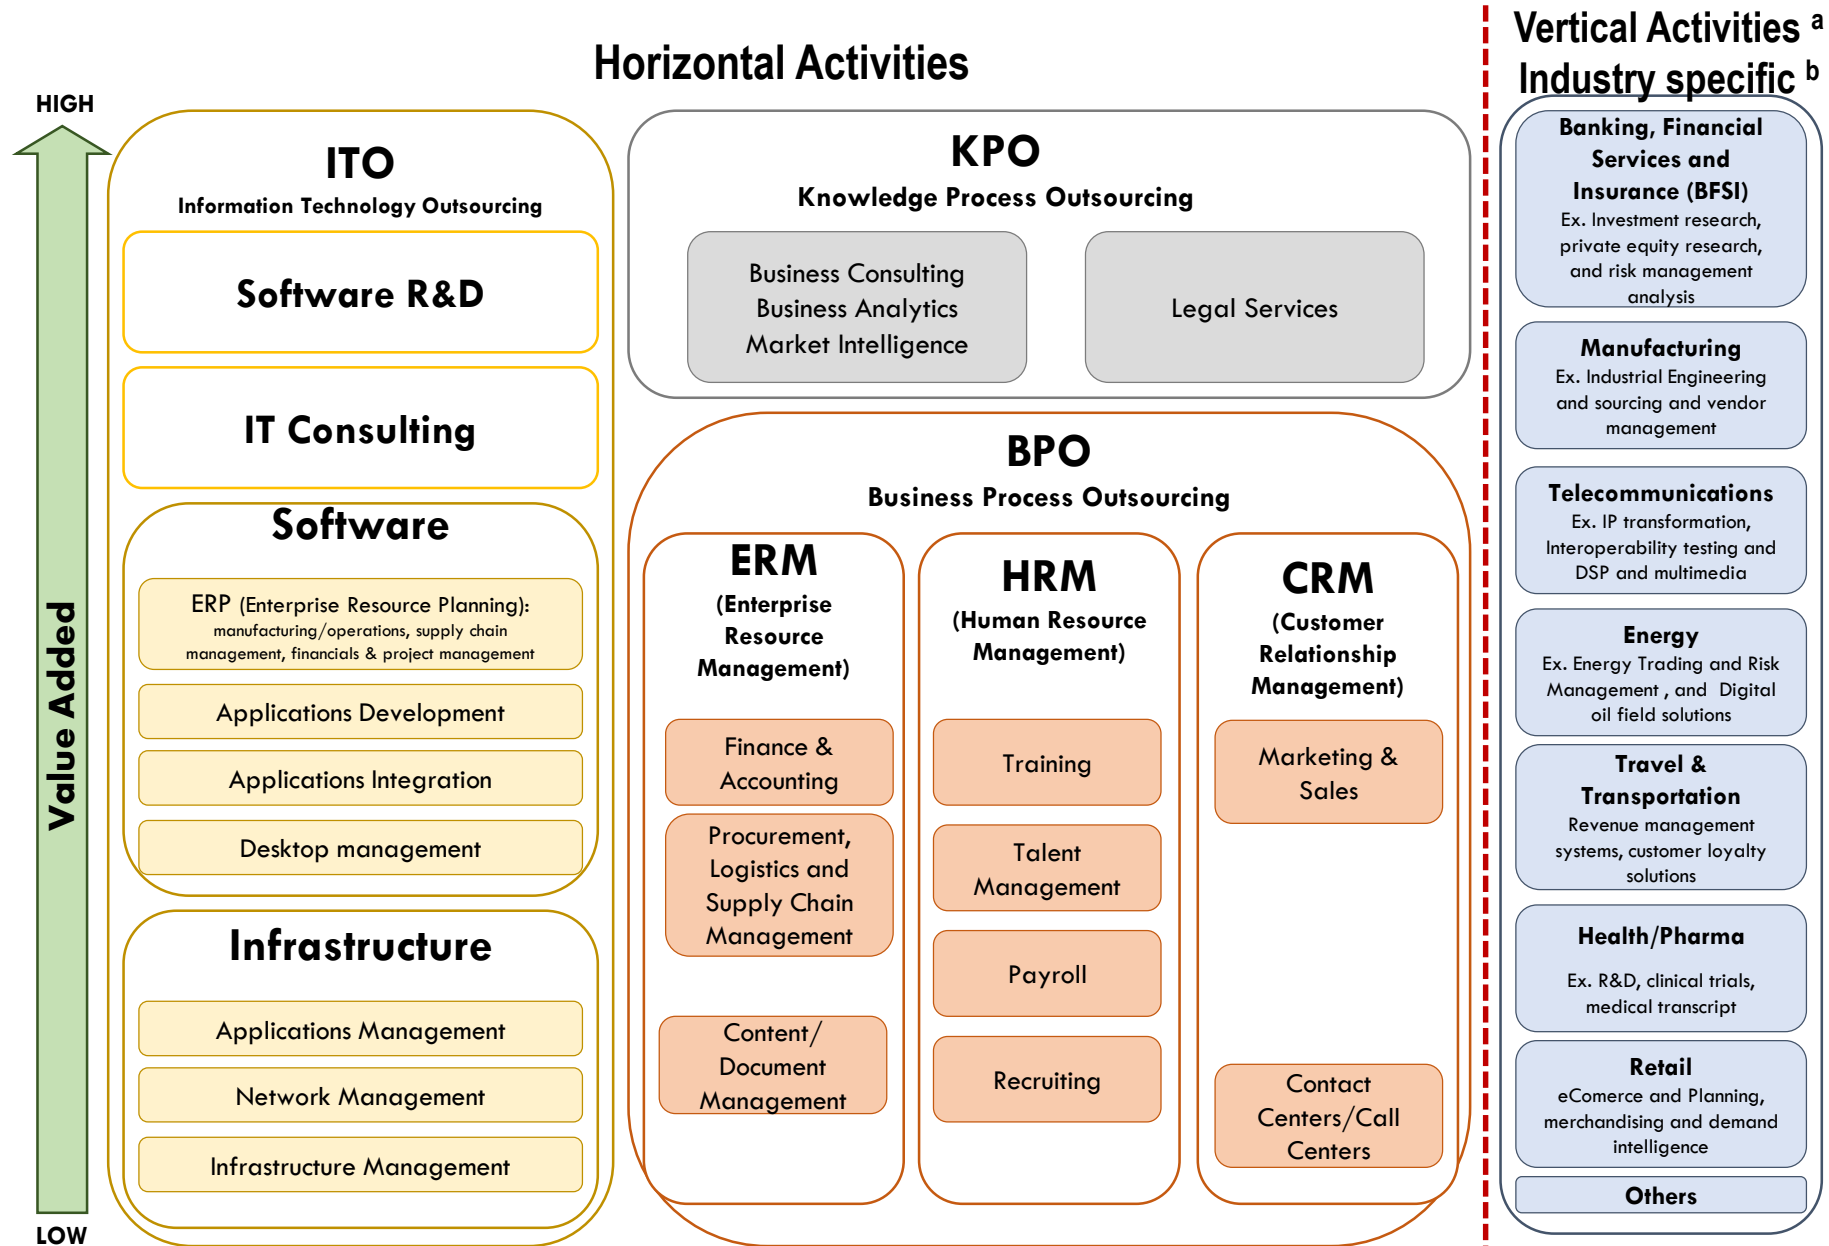 Horizontal Activities
Vertical Activities a
Industry specific b
HIGH
Value Added
LOW
ITO
Information Technology Outsourcing
Software R&D
IT Consulting
Software
ERP (Enterprise Resource Planning):
manufacturing/operations, supply chain
management, financials & project management
Applications Development
Applications Integration
Desktop management
Infrastructure
Applications Management
Network Management
Infrastructure Management
KPO
Knowledge Process Outsourcing
Business Consulting
Business Analytics
Market Intelligence
Legal Services
BPO
Business Process Outsourcing
ERM
(Enterprise
Resource
Management)
Finance &
Accounting
Procurement,
Logistics and
Supply Chain
Management
Content/
Document
Management
HRM
(Human Resource
Management)
Training
Talent
Management
Payroll
Recruiting
CRM
(Customer
Relationship
Management)
Marketing &
Sales
Contact
Centers/Call
Centers
Banking, Financial
Services and
Insurance (BFSI)
Ex. Investment research,
private equity research,
and risk management
analysis
Manufacturing
Ex. Industrial Engineering
and sourcing and vendor
management
Telecommunications
Ex. IP transformation,
Interoperability testing and
DSP and multimedia
Energy
Ex. Energy Trading and Risk
Management , and Digital
oil field solutions
Travel &
Transportation
Revenue management
systems, customer loyalty
solutions
Health/Pharma
Ex. R&D, clinical trials,
medical transcript
Retail
eComerce and Planning,
merchandising and demand
intelligence
Others